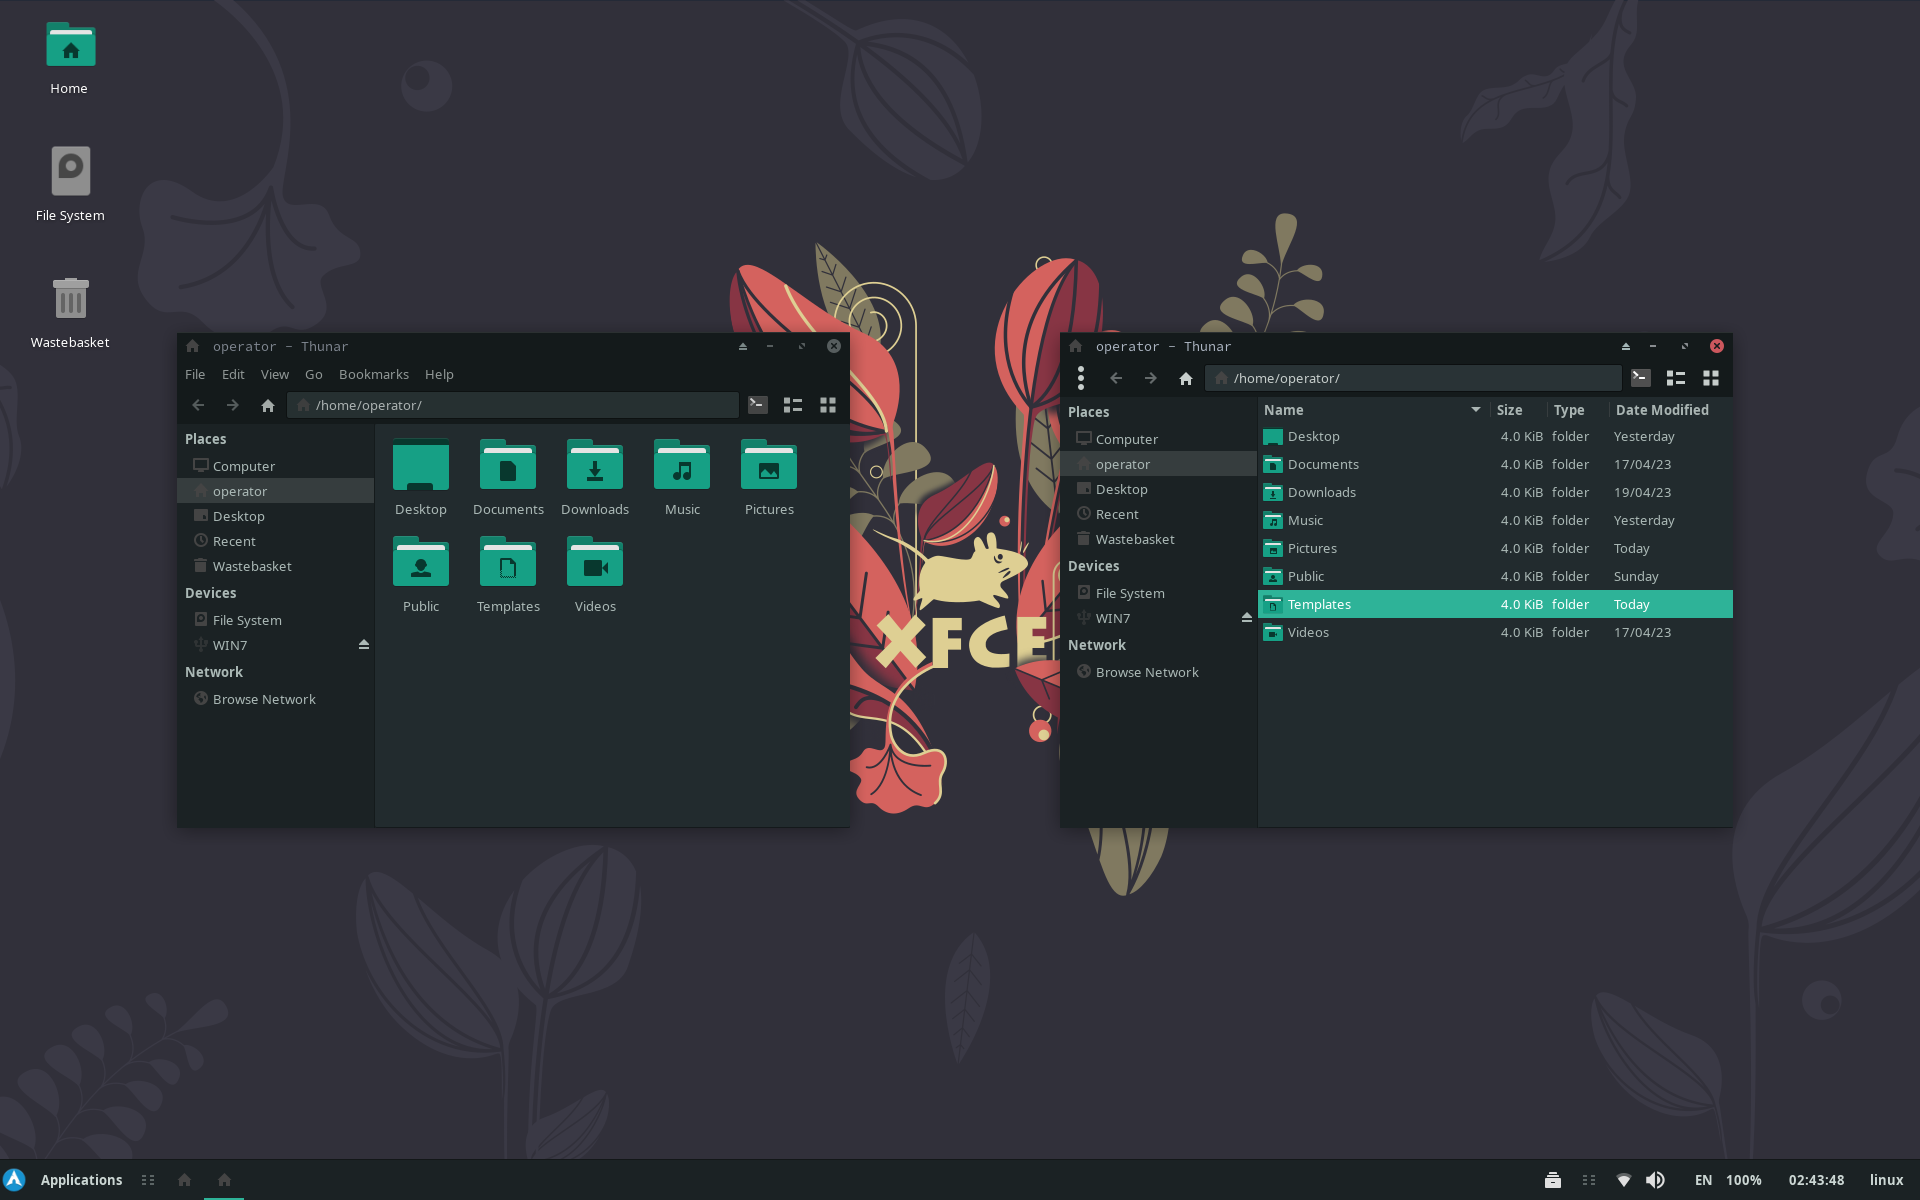 Home
File System
Wastebasket
operator – Thunar
File Edit View Go Bookmarks Help
/home/operator/
Places
Computer
operator
Desktop
Recent
Wastebasket
Devices
File System
WIN7
Network
Browse Network
Desktop Documents Downloads Music Pictures
Public Templates Videos
XFCE
operator – Thunar
/home/operator/
Places
Computer
operator
Desktop
Recent
Wastebasket
Devices
File System
WIN7
Network
Browse Network
Name Size Type Date Modified
Desktop 4.0 KiB folder Yesterday
Documents 4.0 KiB folder 17/04/23
Downloads 4.0 KiB folder 19/04/23
Music 4.0 KiB folder Yesterday
Pictures 4.0 KiB folder Today
Public 4.0 KiB folder Sunday
Templates 4.0 KiB folder Today
Videos 4.0 KiB folder 17/04/23
Applications EN 100% 02:43:48 linux